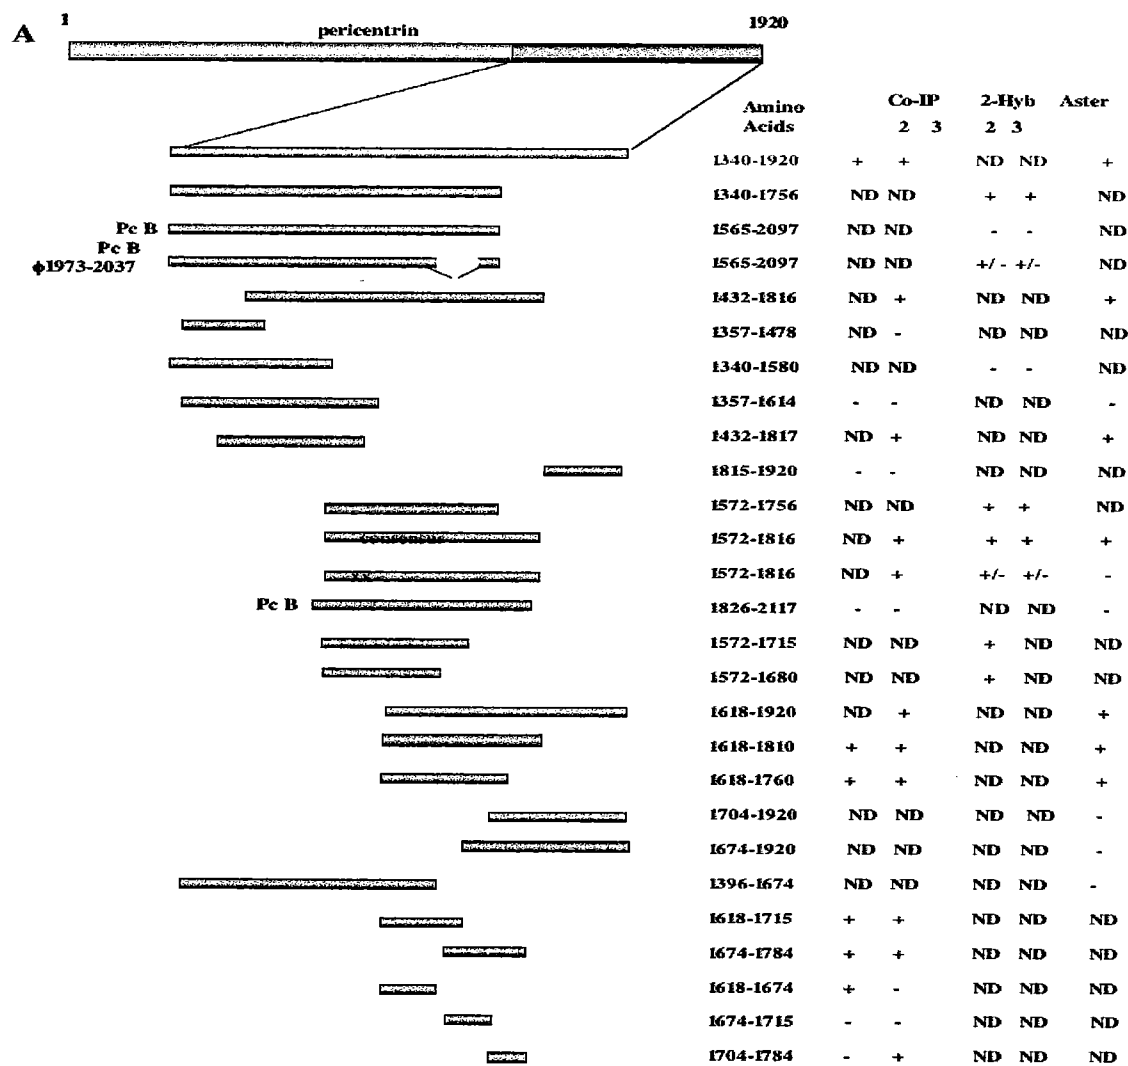 A 1 pericentrin 1920
Amino Co-IP 2-Hyb Aster
Acids 2 3 2 3
1340-1920 + + ND ND +
1340-1756 ND ND + + ND
Pc B 1565-2097 ND ND - - ND
Pc B
ϕ1973-2037 1565-2097 ND ND +/- +/- ND
1432-1816 ND + ND ND +
1357-1478 ND - ND ND ND
1340-1580 ND ND - - ND
1357-1614 - - ND ND -
1432-1817 ND + ND ND +
1815-1920 - - ND ND ND
1572-1756 ND ND + + ND
consensus 1572-1816 ND + + + +
xx 1572-1816 ND + +/- +/- -
Pc B 1826-2117 - - ND ND -
1572-1715 ND ND + ND ND
1572-1680 ND ND + ND ND
1618-1920 ND + ND ND +
1618-1810 + + ND ND +
1618-1760 + + ND ND +
1704-1920 ND ND ND ND -
1674-1920 ND ND ND ND -
1396-1674 ND ND ND ND -
1618-1715 + + ND ND ND
1674-1784 + + ND ND ND
1618-1674 + - ND ND ND
1674-1715 - - ND ND ND
1704-1784 - + ND ND ND